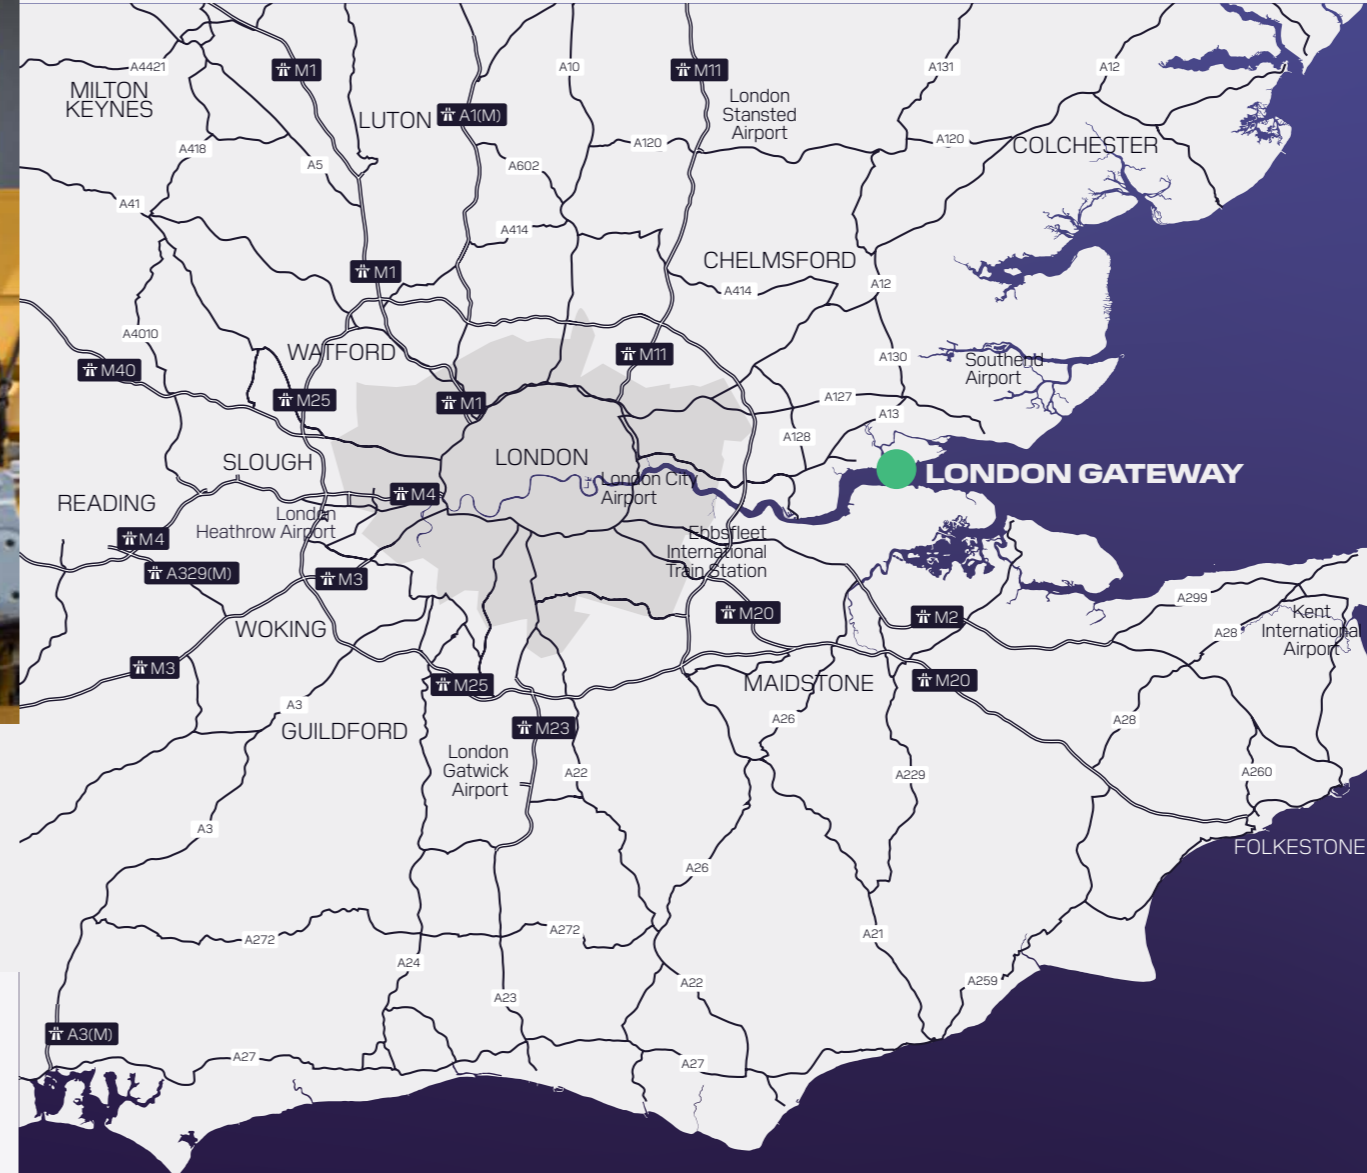 A4421
M1
A10
M11
A131
A12
MILTON
KEYNES
LUTON
A1(M)
London
Stansted
Airport
A418
A5
A602
A120
A120
COLCHESTER
A41
A414
M1
CHELMSFORD
A414
A12
A4010
WATFORD
M11
A130
Southend
Airport
M40
M25
M1
A127
A13
A128
SLOUGH
LONDON
London City
Airport
LONDON GATEWAY
READING
M4
London
Heathrow Airport
M4
Ebbsfleet
International
Train Station
A329(M)
M3
A299
WOKING
M20
M2
A28
Kent
International
Airport
M3
M25
MAIDSTONE
M20
A3
GUILDFORD
M23
A26
A28
London
Gatwick
Airport
A22
A229
A260
A3
FOLKESTONE
A26
A272
A272
A21
A24
A22
A259
A23
A3(M)
A27
A27